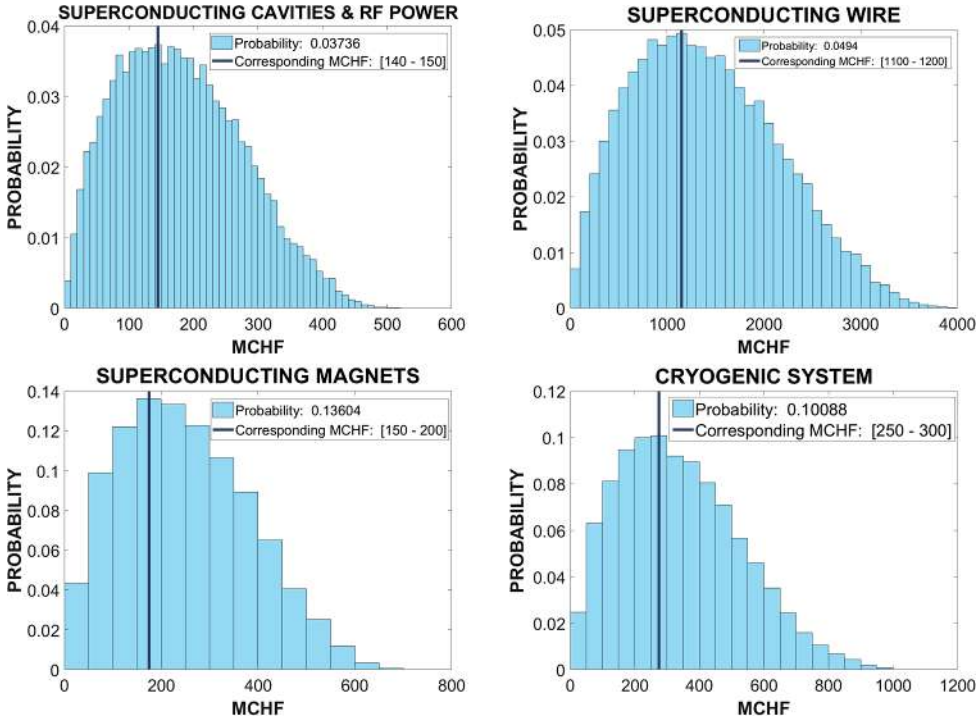 SUPERCONDUCTING CAVITIES & RF POWER
Probability: 0.03736
Corresponding MCHF: [140 - 150]
PROBABILITY
0.04
0.03
0.02
0.01
0
0 100 200 300 400 500 600
MCHF
SUPERCONDUCTING WIRE
Probability: 0.0494
Corresponding MCHF: [1100 - 1200]
PROBABILITY
0.05
0.04
0.03
0.02
0.01
0
0 1000 2000 3000 4000
MCHF
SUPERCONDUCTING MAGNETS
Probability: 0.13604
Corresponding MCHF: [150 - 200]
PROBABILITY
0.14
0.12
0.1
0.08
0.06
0.04
0.02
0
0 200 400 600 800
MCHF
CRYOGENIC SYSTEM
Probability: 0.10088
Corresponding MCHF: [250 - 300]
PROBABILITY
0.12
0.1
0.08
0.06
0.04
0.02
0
0 200 400 600 800 1000 1200
MCHF